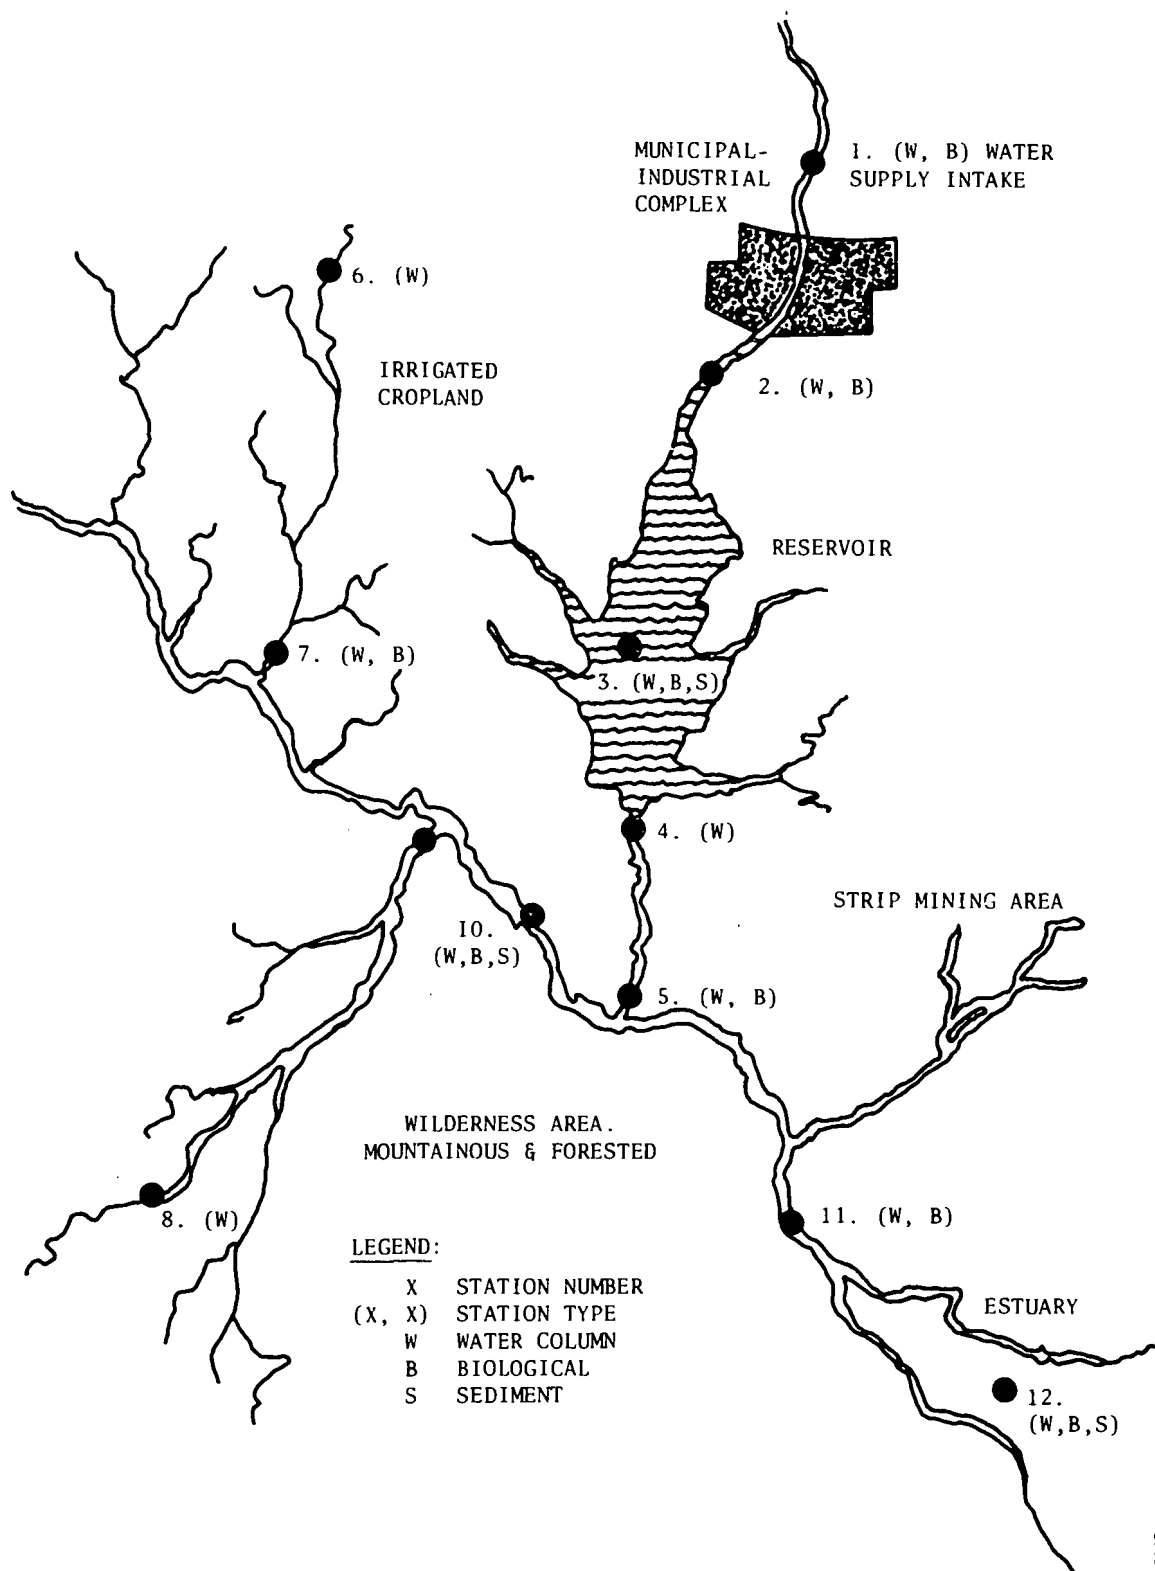 MUNICIPAL-
INDUSTRIAL
COMPLEX
1. (W, B) WATER
SUPPLY INTAKE
6. (W)
IRRIGATED
CROPLAND
2. (W, B)
RESERVOIR
7. (W, B)
3. (W,B,S)
4. (W)
STRIP MINING AREA
10.
(W,B,S)
5. (W, B)
WILDERNESS AREA.
MOUNTAINOUS & FORESTED
8. (W)
11. (W, B)
LEGEND:
X STATION NUMBER
(X, X) STATION TYPE
W WATER COLUMN
B BIOLOGICAL
S SEDIMENT
ESTUARY
12.
(W,B,S)